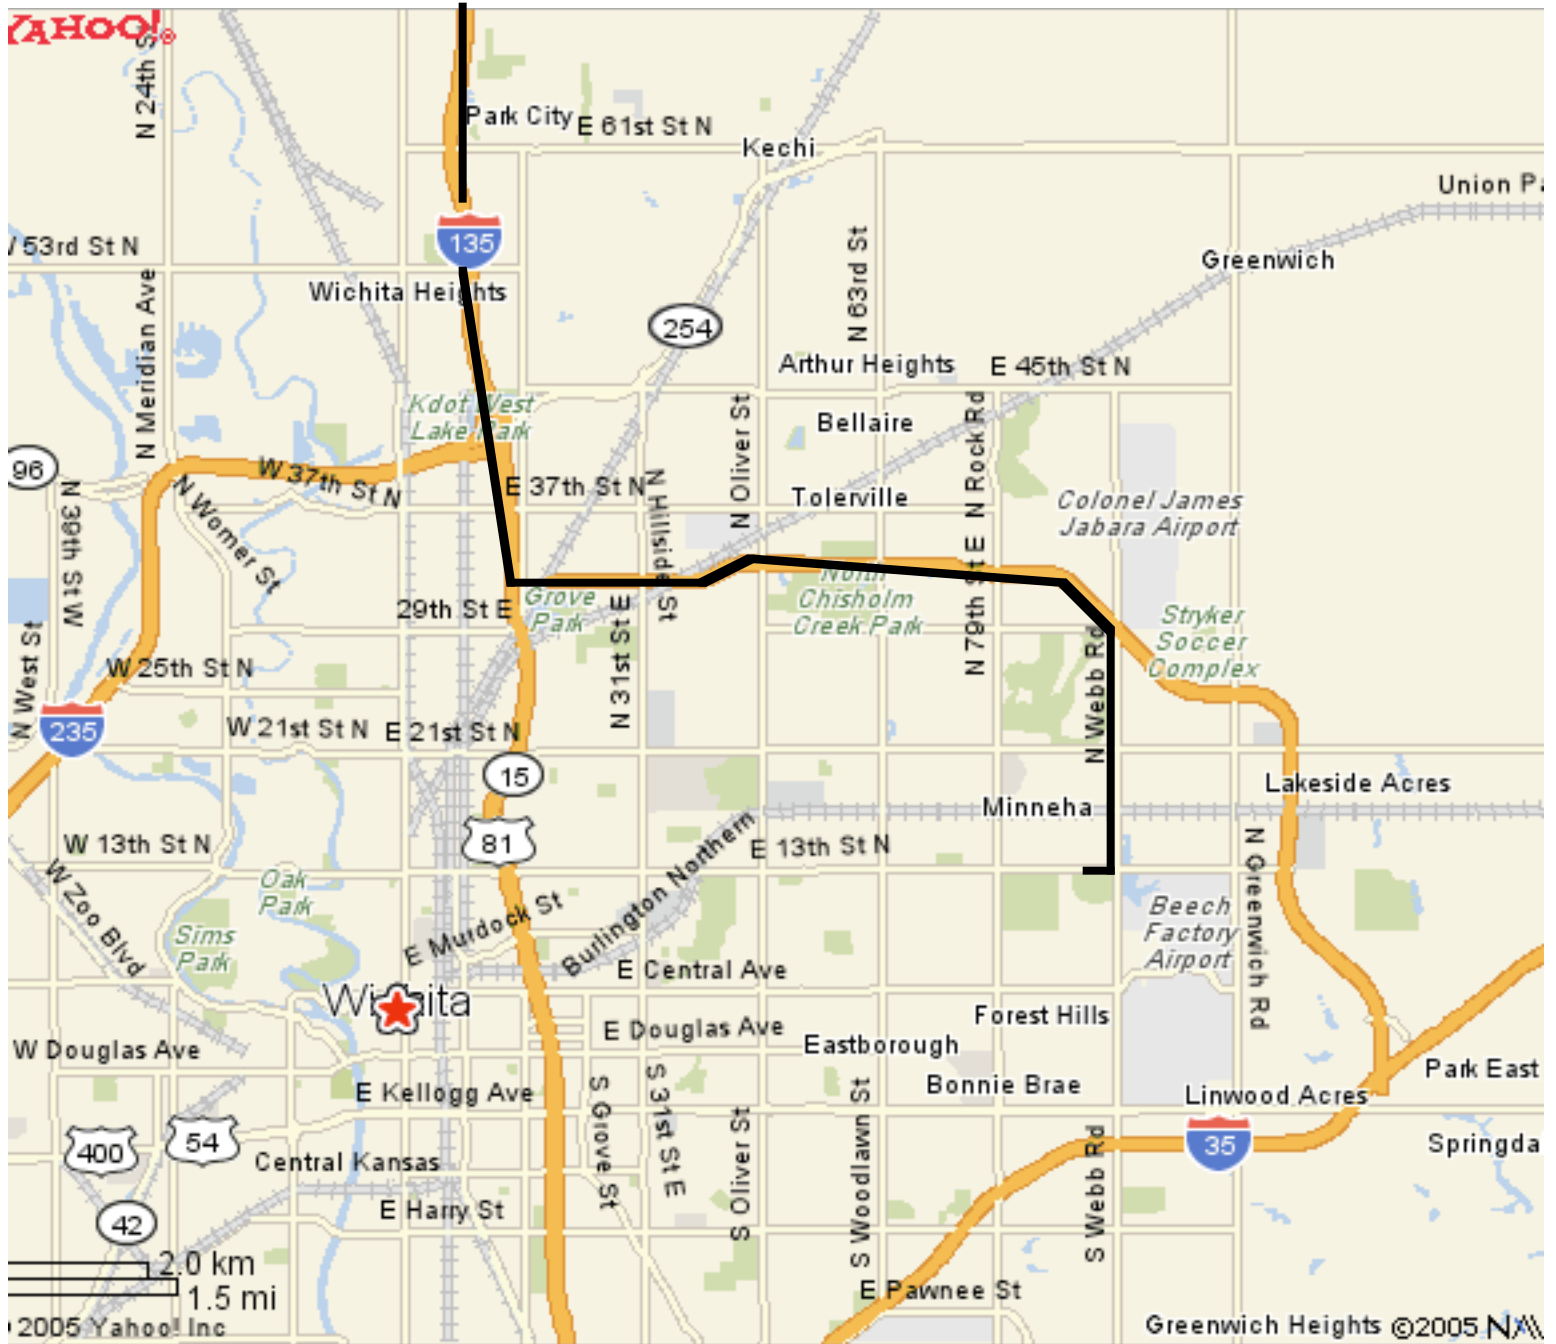 YAHOO!®
N 24th S
Park City
E 61st St N
Kechi
Union Pa
135
W 53rd St N
N 63rd St
Greenwich
Wichita Heights
254
N Meridian Ave
Arthur Heights
E 45th St N
Kdot West
Lake Park
N Oliver St
Bellaire
N Rock Rd
96
W 37th St N
E 37th St N
N Hillside St
Tolerville
Colonel James
Jabara Airport
N 39th St W
N Womer St
29th St E
Grove
Park
North
Chisholm
Creek Park
N 79th St E
Stryker
Soccer
Complex
N West St
W 25th St N
N 31st St E
N Webb Rd
235
W 21st St N
E 21st St N
15
Lakeside Acres
Minneha
81
W 13th St N
E 13th St N
W Zoo Blvd
Oak
Park
Burlington Northern
N Greenwich Rd
Sims
Park
E Murdock St
Beech
Factory
Airport
E Central Ave
Wichita
Forest Hills
E Douglas Ave
W Douglas Ave
Eastborough
Park East
E Kellogg Ave
Bonnie Brae
Linwood Acres
S Grove St
S 31st St E
S Oliver St
S Woodlawn St
S Webb Rd
400
54
35
Springda
Central Kansas
42
E Harry St
2.0 km
1.5 mi
E Pawnee St
2005 Yahoo! Inc
Greenwich Heights
©2005 N